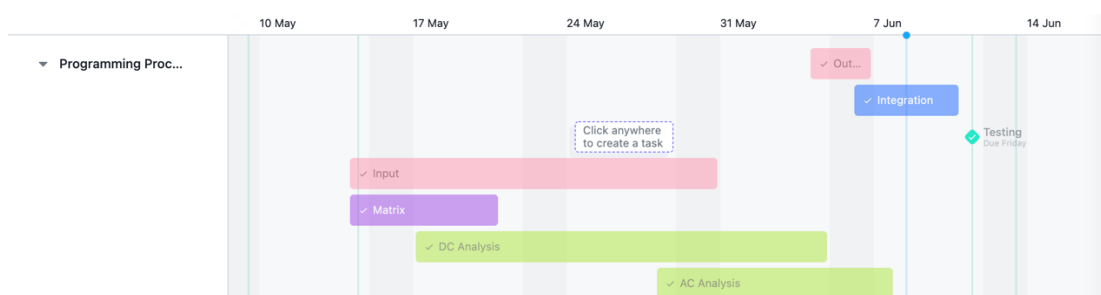 10 May 17 May 24 May 31 May 7 Jun 14 Jun
Programming Proc...
Out...
Integration
Click anywhere
to create a task
Testing
Due Friday
Input
Matrix
DC Analysis
AC Analysis